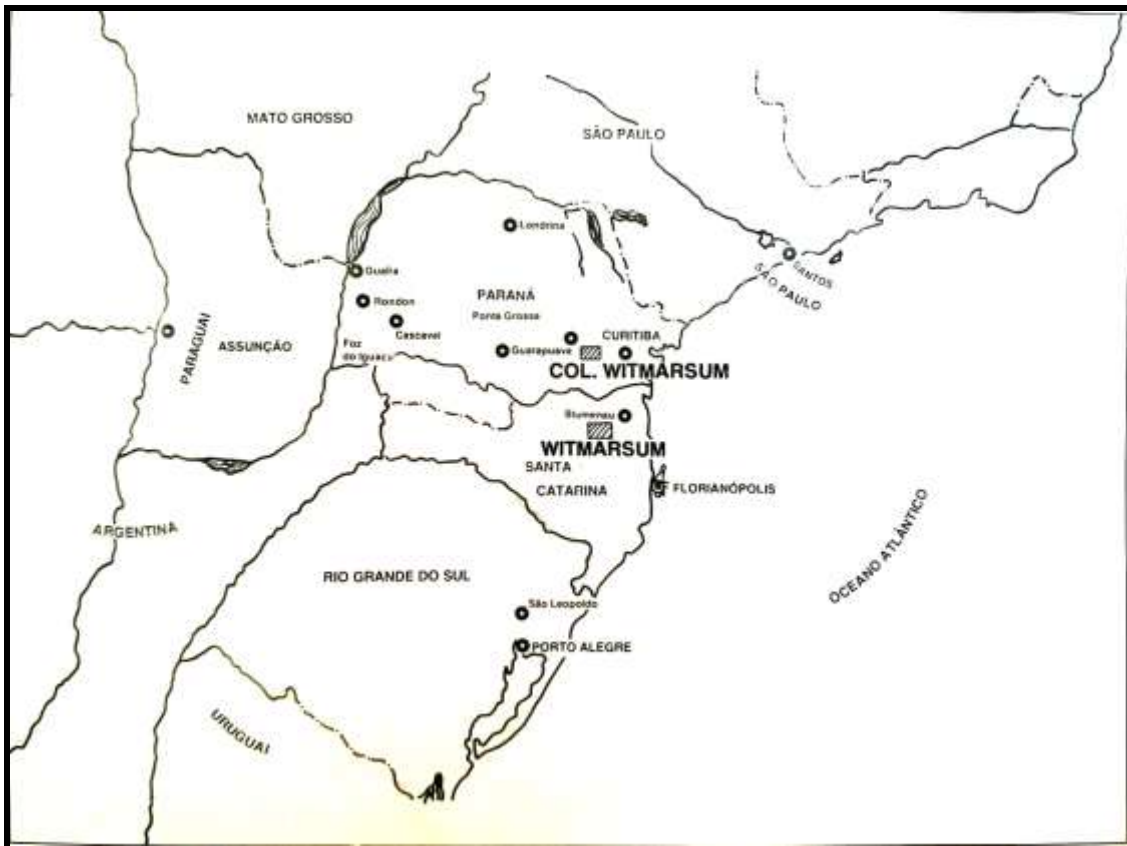 MATO GROSSO
SÃO PAULO
Londrina
Guaíra
SANTOS
SÃO PAULO
PARANÁ
Rondon
Ponta Grossa
Cascavel
CURITIBA
PARAGUAI
ASSUNÇÃO
Foz
do Iguacu
Guarapuava
COL. WITMARSUM
Blumenau
WITMARSUM
SANTA
CATARINA
FLORIANÓPOLIS
ARGENTINA
OCEANO ATLÂNTICO
RIO GRANDE DO SUL
São Leopoldo
PORTO ALEGRE
URUGUAI